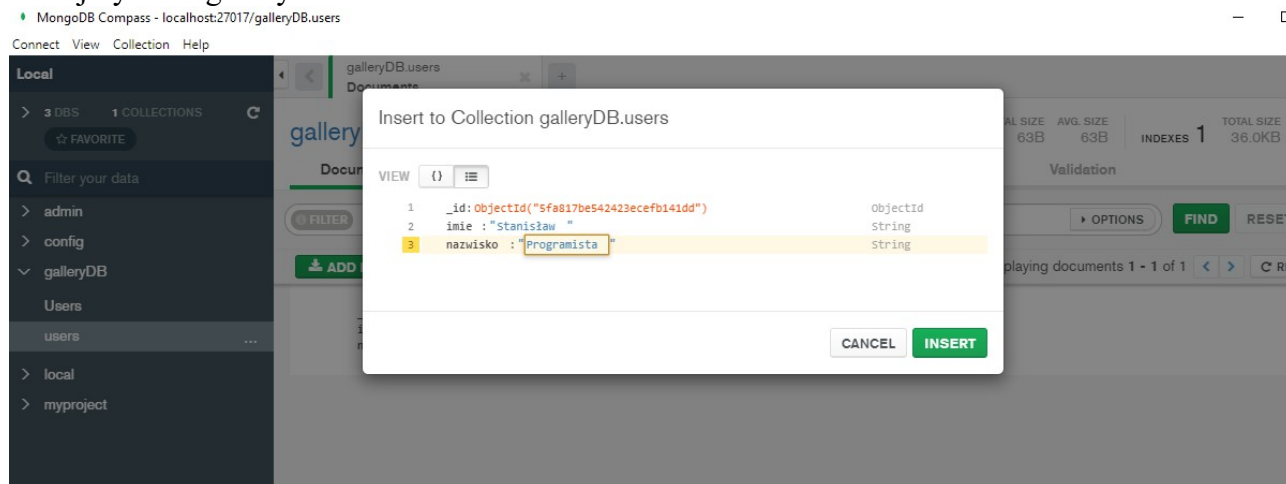 MongoDB Compass - localhost:27017/galleryDB.users
Connect View Collection Help
Local
galleryDB.users
Documents
3 DBS 1 COLLECTIONS
FAVORITE
Insert to Collection galleryDB.users
gallery
AL SIZE 63B AVG. SIZE 63B INDEXES 1 TOTAL SIZE 36.0KB
Docum
VIEW {}
Validation
Filter your data
1 _id:ObjectId("5fa817be542423ecefb141dd") ObjectId
2 imie :"Stanisław " String
3 nazwisko :"Programista " String
admin
FILTER
OPTIONS FIND RESET
config
galleryDB
ADD
playing documents 1 - 1 of 1
Users
users ...
CANCEL INSERT
local
myproject